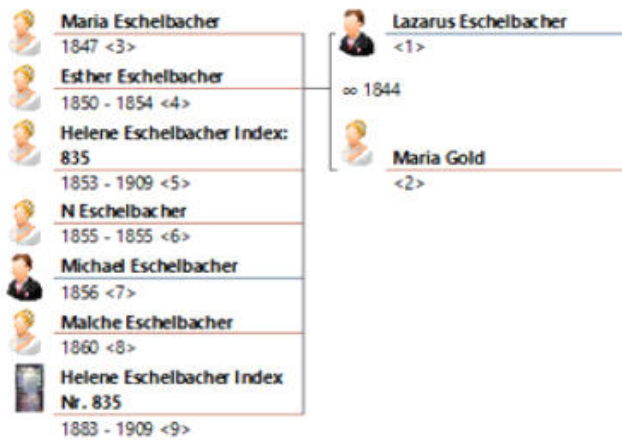 Maria Eschelbacher
1847 <3>
Esther Eschelbacher
1850 - 1854 <4>
Helene Eschelbacher Index:
835
1853 - 1909 <5>
N Eschelbacher
1855 - 1855 <6>
Michael Eschelbacher
1856 <7>
Malche Eschelbacher
1860 <8>
Helene Eschelbacher Index
Nr. 835
1883 - 1909 <9>
Lazarus Eschelbacher
<1>
∞ 1844
Maria Gold
<2>